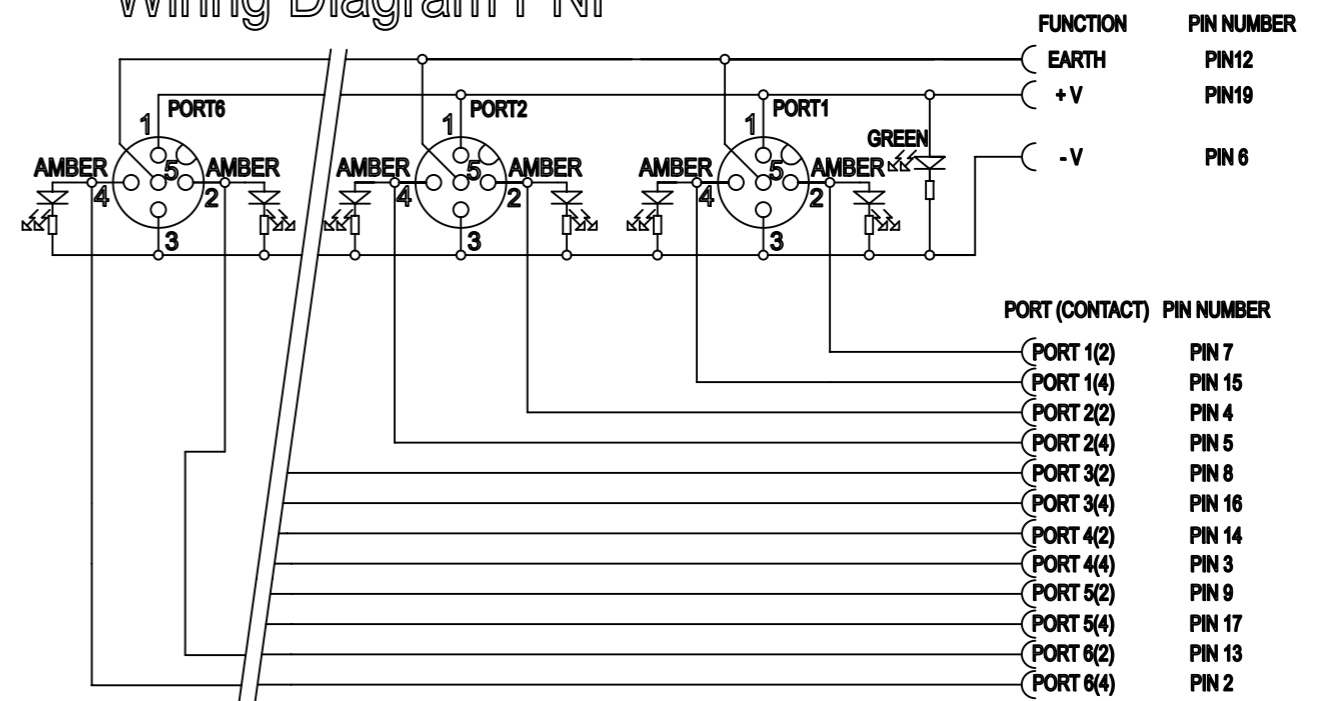 Wiring Diagram PNP
FUNCTION PIN NUMBER
EARTH PIN12
+ V PIN19
- V PIN 6
PORT6 PORT2 PORT1
1 1 1
GREEN
AMBER 5 AMBER AMBER 5 AMBER AMBER 5 AMBER
4 2 4 2 4 2
3 3 3
PORT (CONTACT) PIN NUMBER
PORT 1(2) PIN 7
PORT 1(4) PIN 15
PORT 2(2) PIN 4
PORT 2(4) PIN 5
PORT 3(2) PIN 8
PORT 3(4) PIN 16
PORT 4(2) PIN 14
PORT 4(4) PIN 3
PORT 5(2) PIN 9
PORT 5(4) PIN 17
PORT 6(2) PIN 13
PORT 6(4) PIN 2